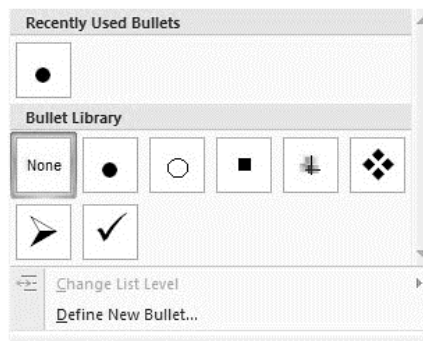 Recently Used Bullets
Bullet Library
None
Change List Level
Define New Bullet...